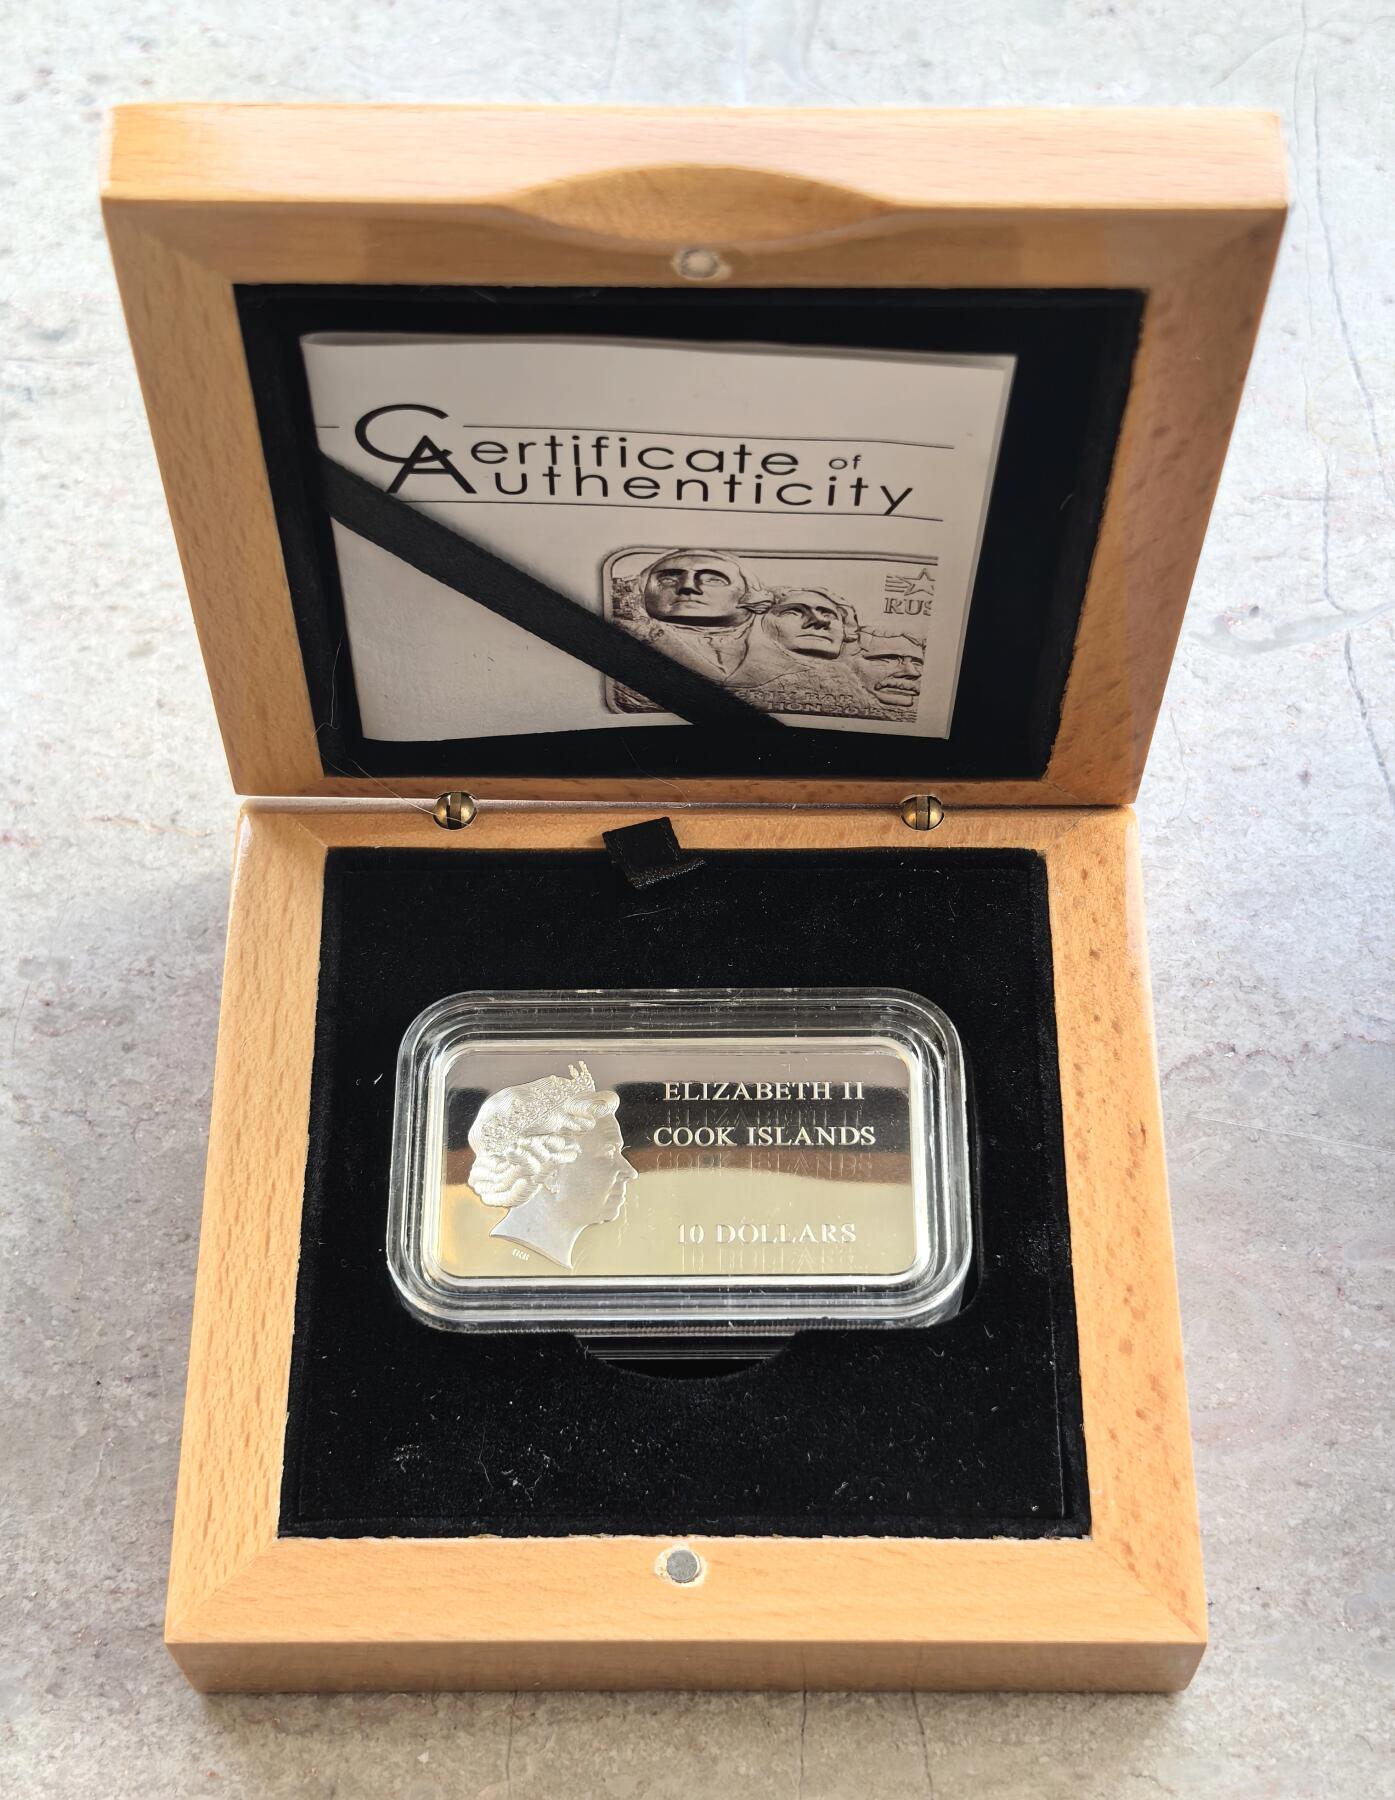 Certificate of
Authenticity
RUS
ELIZABETH II
COOK ISLANDS
10 DOLLARS